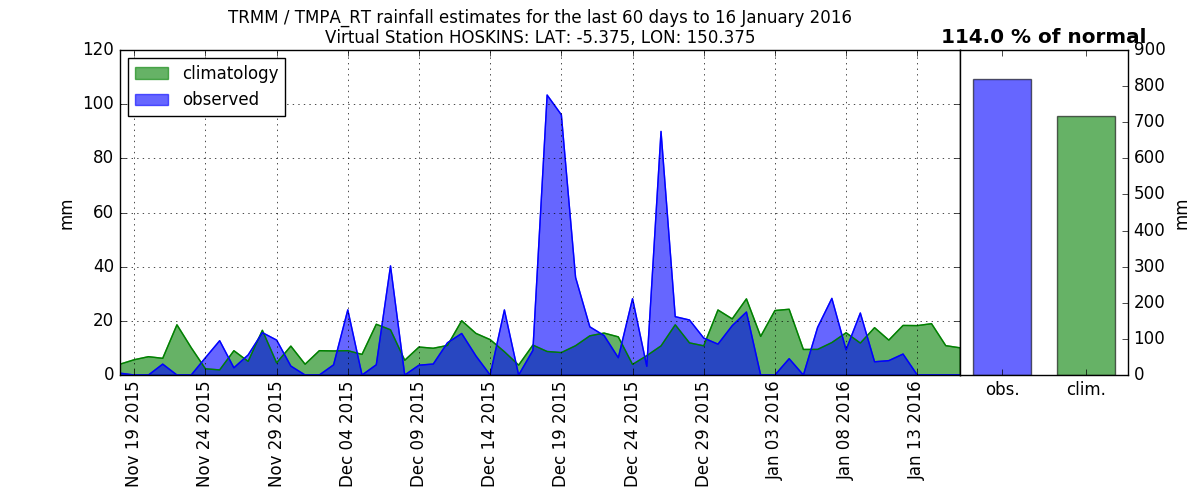 TRMM / TMPA_RT rainfall estimates for the last 60 days to 16 January 2016
Virtual Station HOSKINS: LAT: -5.375, LON: 150.375
114.0 % of normal
climatology
observed
120
100
80
60
40
20
0
mm
Nov 19 2015
Nov 24 2015
Nov 29 2015
Dec 04 2015
Dec 09 2015
Dec 14 2015
Dec 19 2015
Dec 24 2015
Dec 29 2015
Jan 03 2016
Jan 08 2016
Jan 13 2016
obs.
clim.
900
800
700
600
500
400
300
200
100
0
mm